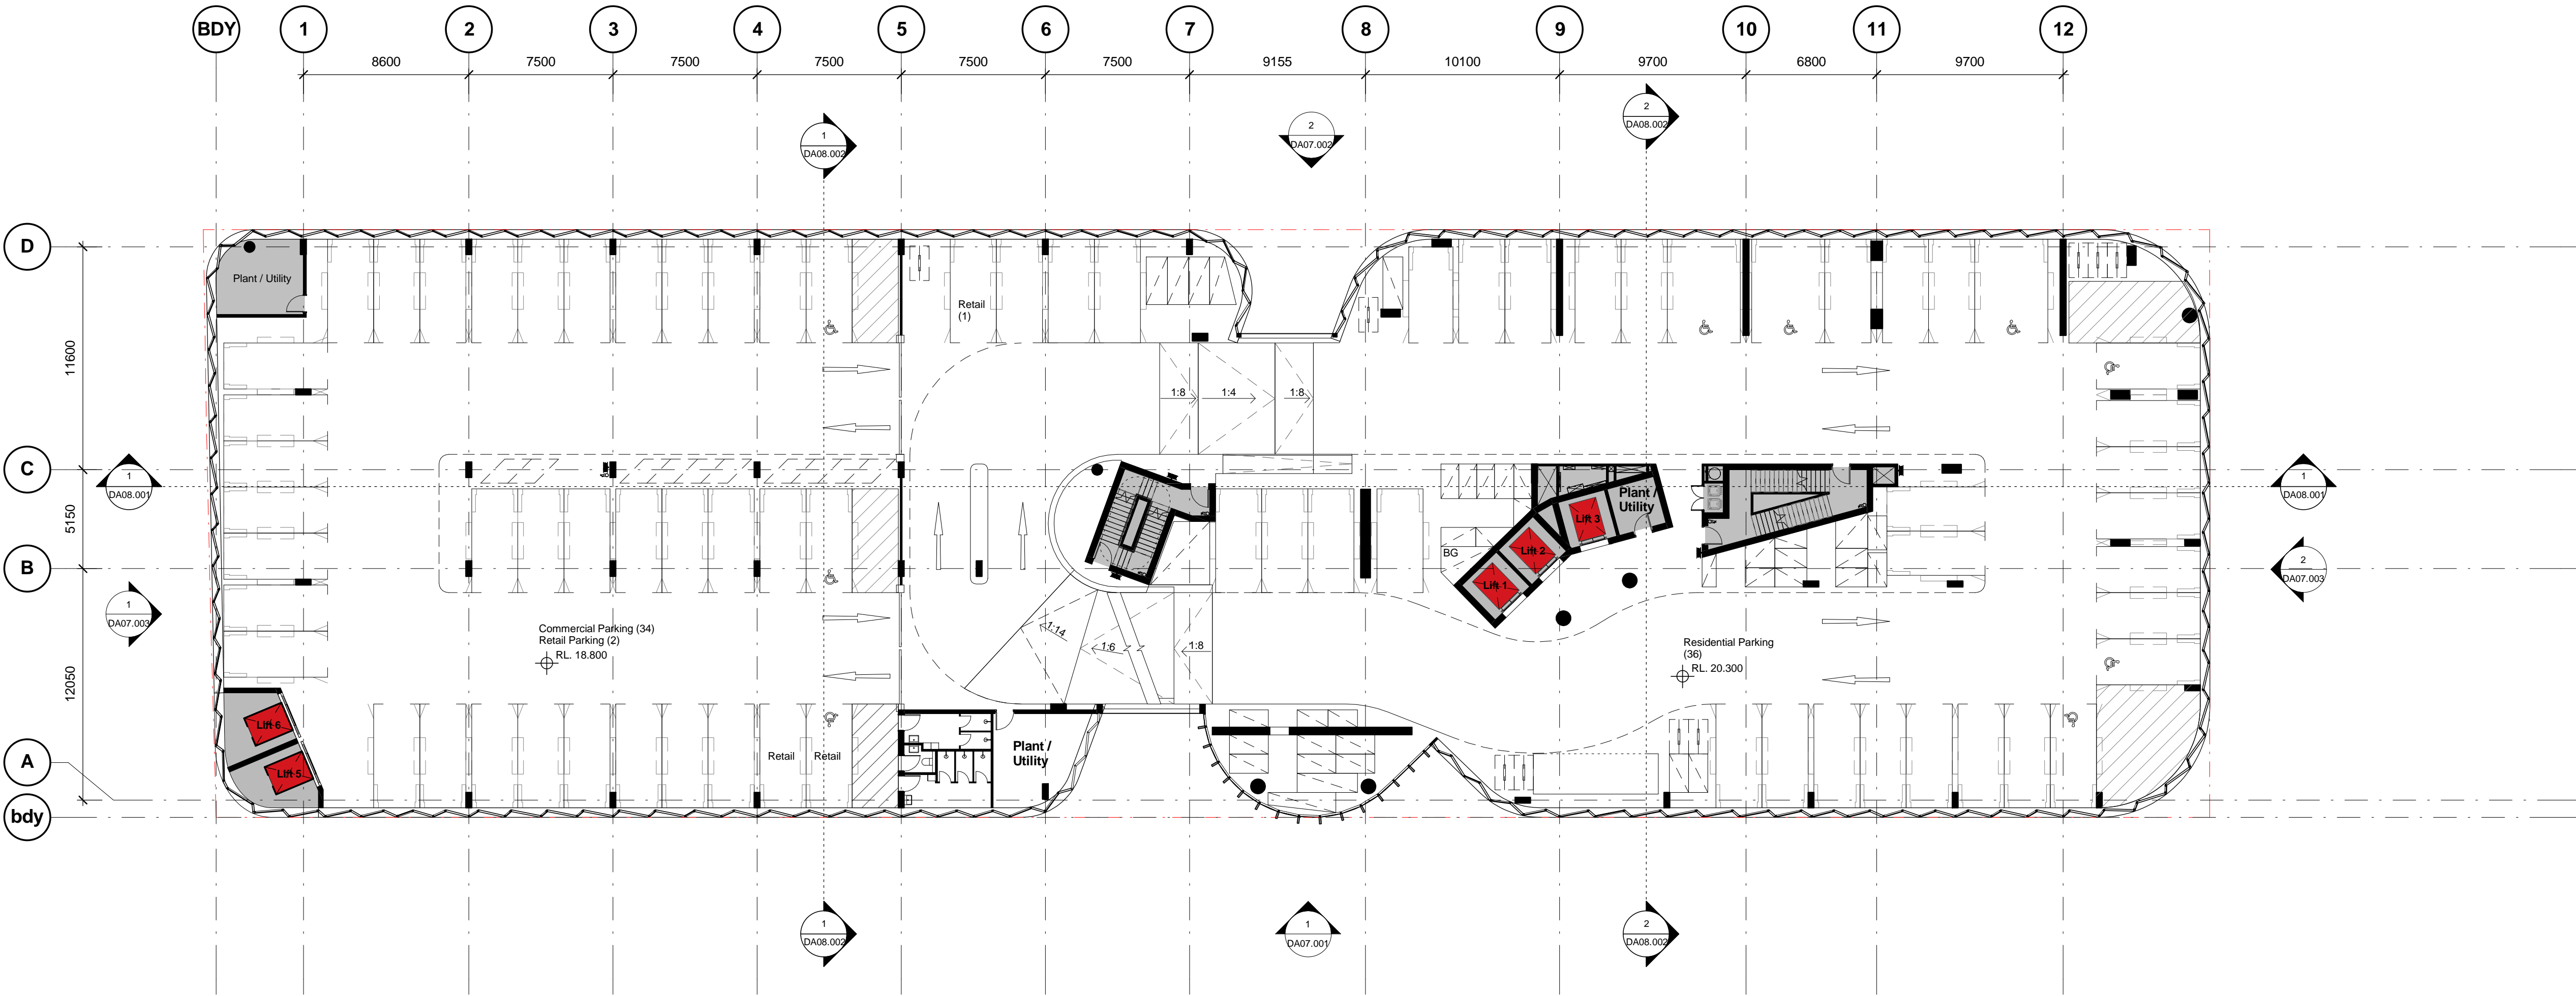 BDY 1 2 3 4 5 6 7 8 9 10 11 12
8600 7500 7500 7500 7500 7500 9155 10100 9700 6800 9700
1
DA08.002
2
DA07.002
2
DA08.002
D
Plant / Utility
Retail
(1)
11600
1:8 1:4 1:8
C
1
DA08.001
1
DA08.001
5150
Plant /
Utility
Lift 3
Lift 2
Lift 1
BG
B
1
DA07.003
2
DA07.003
Commercial Parking (34)
Retail Parking (2)
RL. 18.800
1:14
1:6
1:8
Residential Parking
(36)
RL. 20.300
12050
Lift 6
Lift 5
Retail Retail
Plant /
Utility
A
bdy
1
DA08.002
1
DA07.001
2
DA08.002